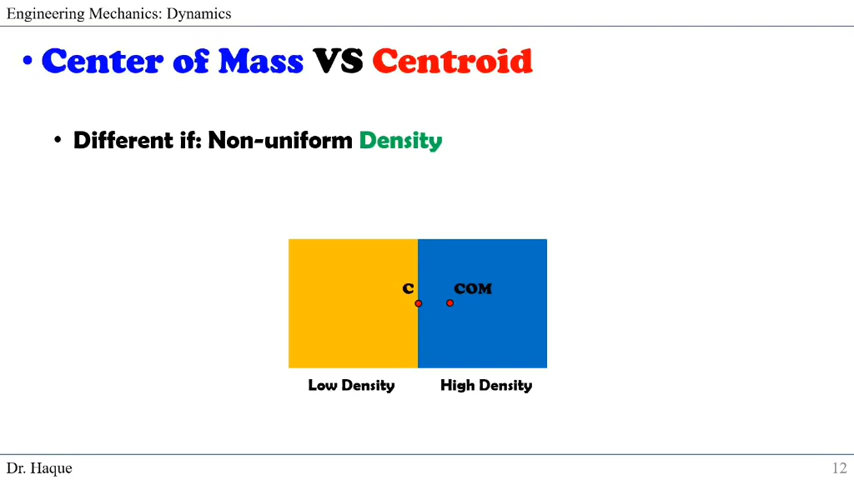 Engineering Mechanics: Dynamics
• Center of Mass VS Centroid
• Different if: Non-uniform Density
C COM
Low Density High Density
Dr. Haque 12